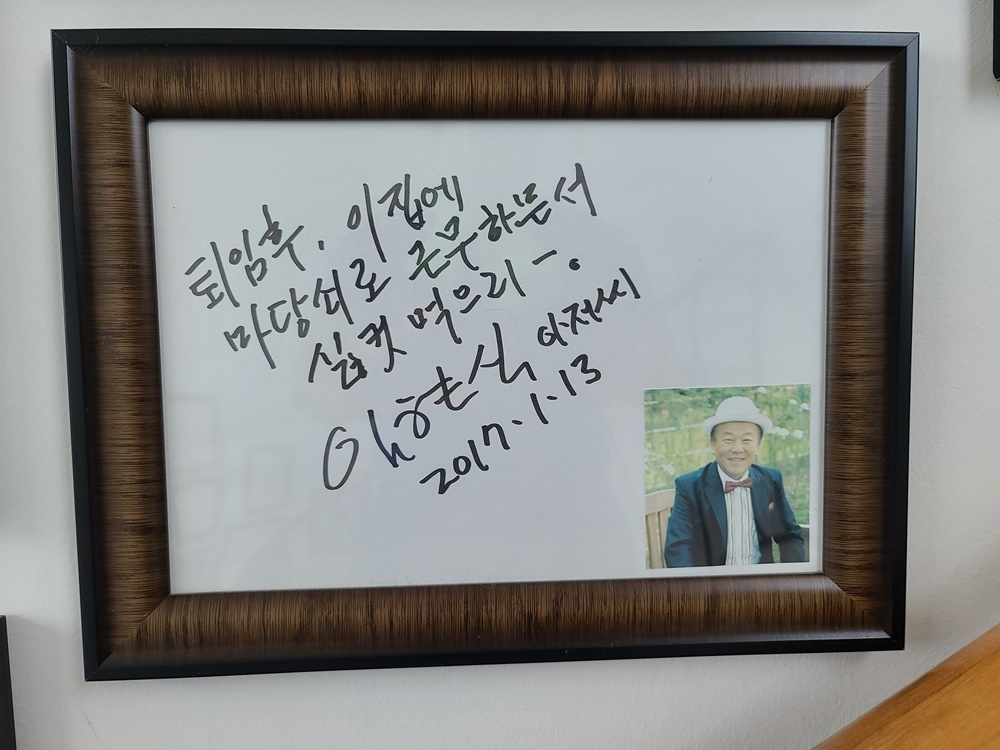 퇴임후, 이집에
마당쇠로 근무하믄서
실컷 먹으리 -.
아저씨
2017.1.13